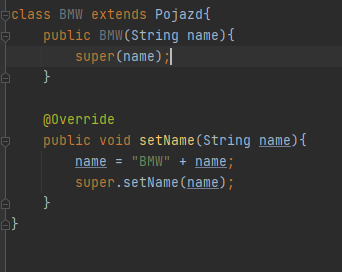 class BMW extends Pojazd{
public BMW(String name){
super(name);
}
@Override
public void setName(String name){
name = "BMW" + name;
super.setName(name);
}
}